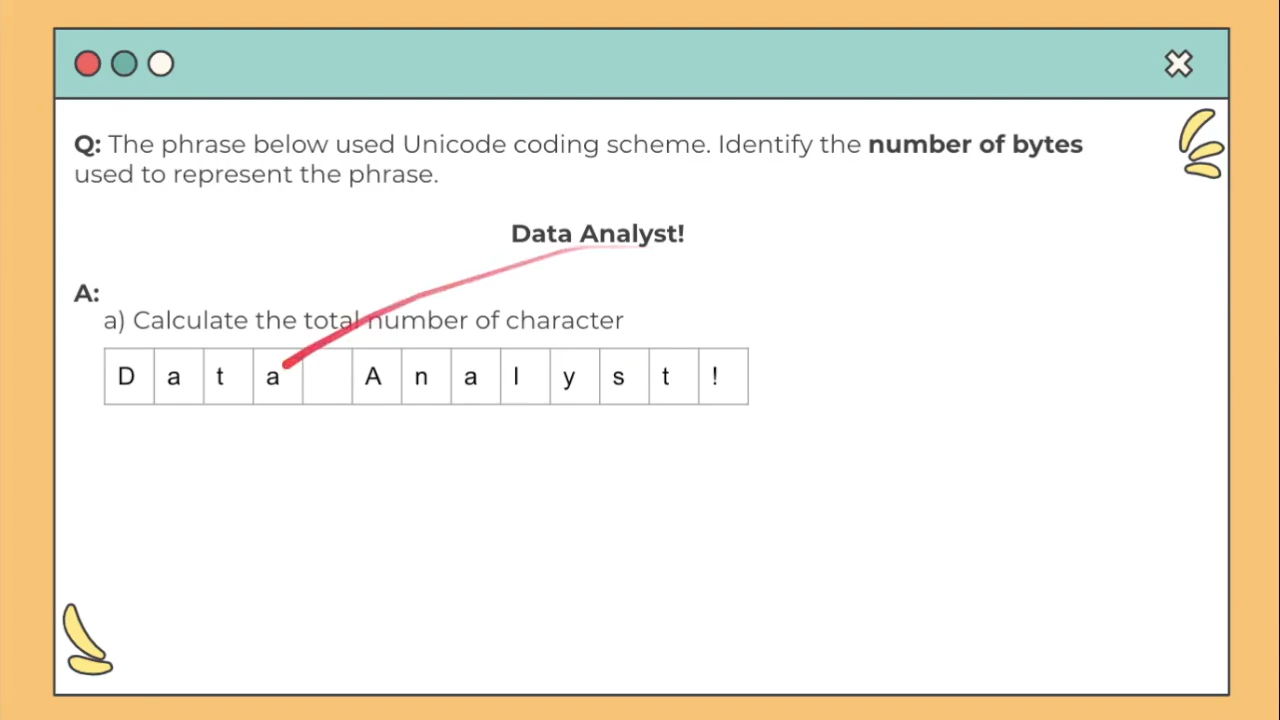 Q: The phrase below used Unicode coding scheme. Identify the number of bytes
used to represent the phrase.
Data Analyst!
A:
a) Calculate the total number of character
D a t a   A n a l y s t !